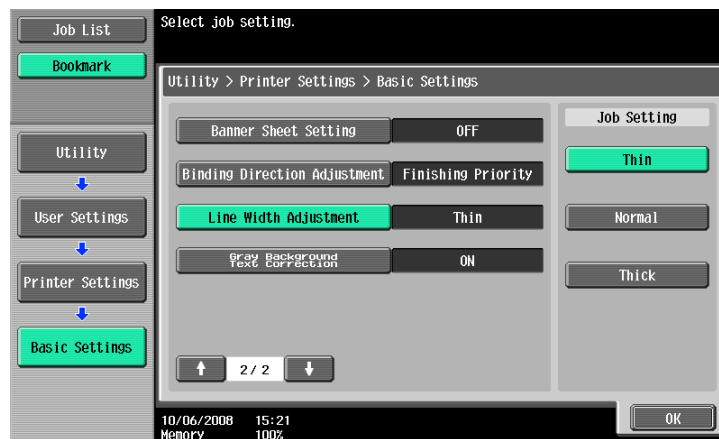 Job List
Select job setting.
Bookmark
Utility > Printer Settings > Basic Settings
Job Setting
Banner Sheet Setting
OFF
Utility
Thin
Binding Direction Adjustment
Finishing Priority
User Settings
Line Width Adjustment
Thin
Normal
Gray Background
Text Correction
ON
Printer Settings
Thick
Basic Settings
2/ 2
10/06/2008 15:21
Memory 100%
OK